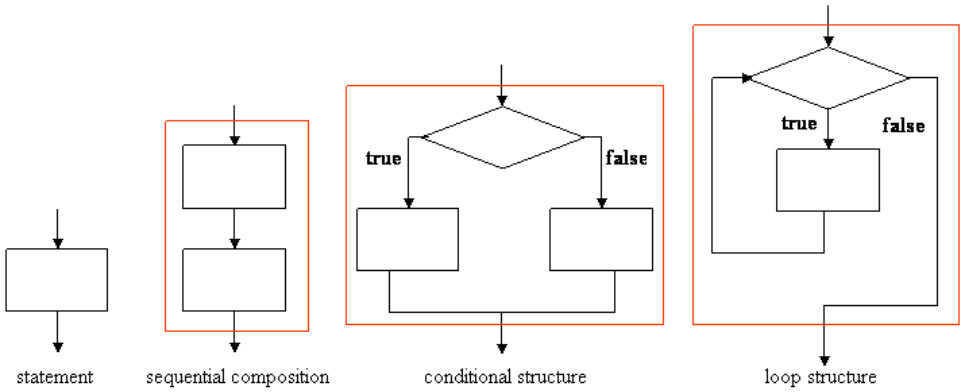 true
false
true
false
statement
sequential composition
conditional structure
loop structure